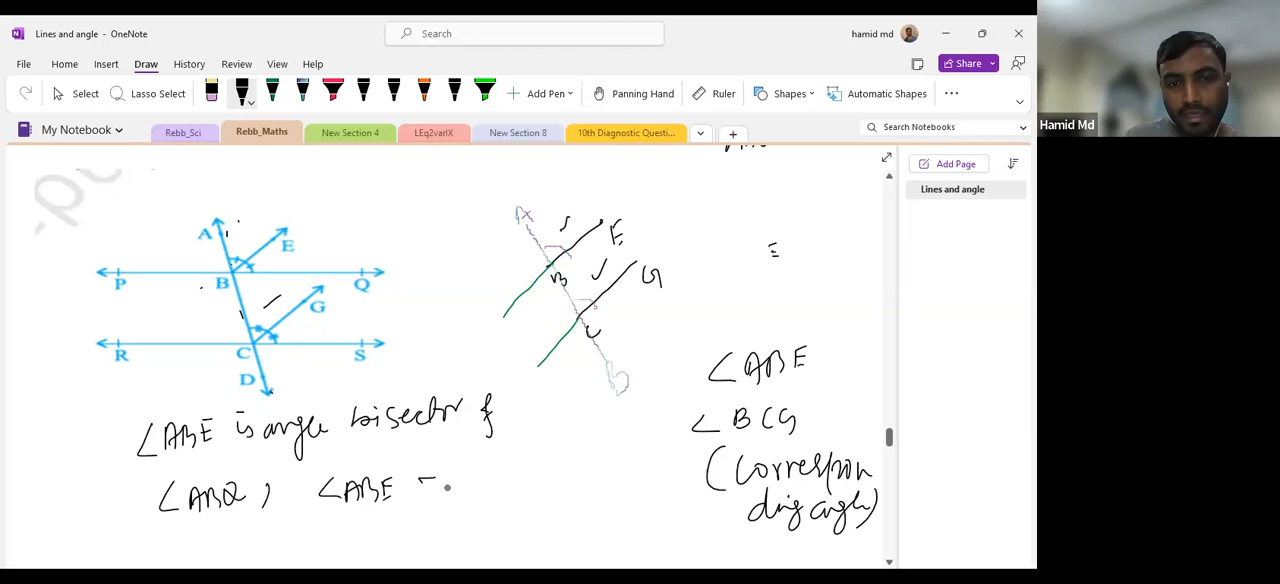 Lines and angle - OneNote
Search
hamid md
File Home Insert Draw History Review View Help
Share
Select
Lasso Select
Add Pen
Panning Hand
Ruler
Shapes
Automatic Shapes
My Notebook
Rebb_Sci
Rebb_Maths
New Section 4
LEq2varIX
New Section 8
10th Diagnostic Questi...
Search Notebooks
Add Page
Lines and angle
Hamid Md
A
E
P B Q
G
R C S
D
E
B
G
C
∠ABE
∠BCG
(Correspon
ding angle)
∠ABE is angle bisector of
∠ABQ, ∠ABE